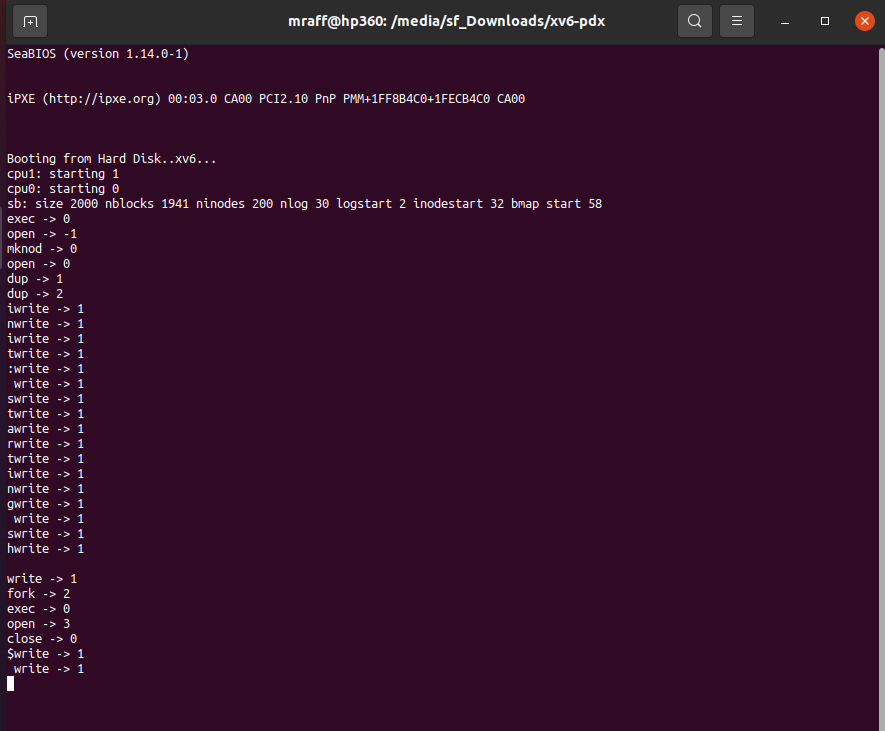 mraff@hp360: /media/sf_Downloads/xv6-pdx
SeaBIOS (version 1.14.0-1)
iPXE (http://ipxe.org) 00:03.0 CA00 PCI2.10 PnP PMM+1FF8B4C0+1FECB4C0 CA00
Booting from Hard Disk..xv6...
cpu1: starting 1
cpu0: starting 0
sb: size 2000 nblocks 1941 ninodes 200 nlog 30 logstart 2 inodestart 32 bmap start 58
exec -> 0
open -> -1
mknod -> 0
open -> 0
dup -> 1
dup -> 2
iwrite -> 1
nwrite -> 1
iwrite -> 1
twrite -> 1
:write -> 1
 write -> 1
swrite -> 1
twrite -> 1
awrite -> 1
rwrite -> 1
twrite -> 1
iwrite -> 1
nwrite -> 1
gwrite -> 1
 write -> 1
swrite -> 1
hwrite -> 1
write -> 1
fork -> 2
exec -> 0
open -> 3
close -> 0
$write -> 1
 write -> 1